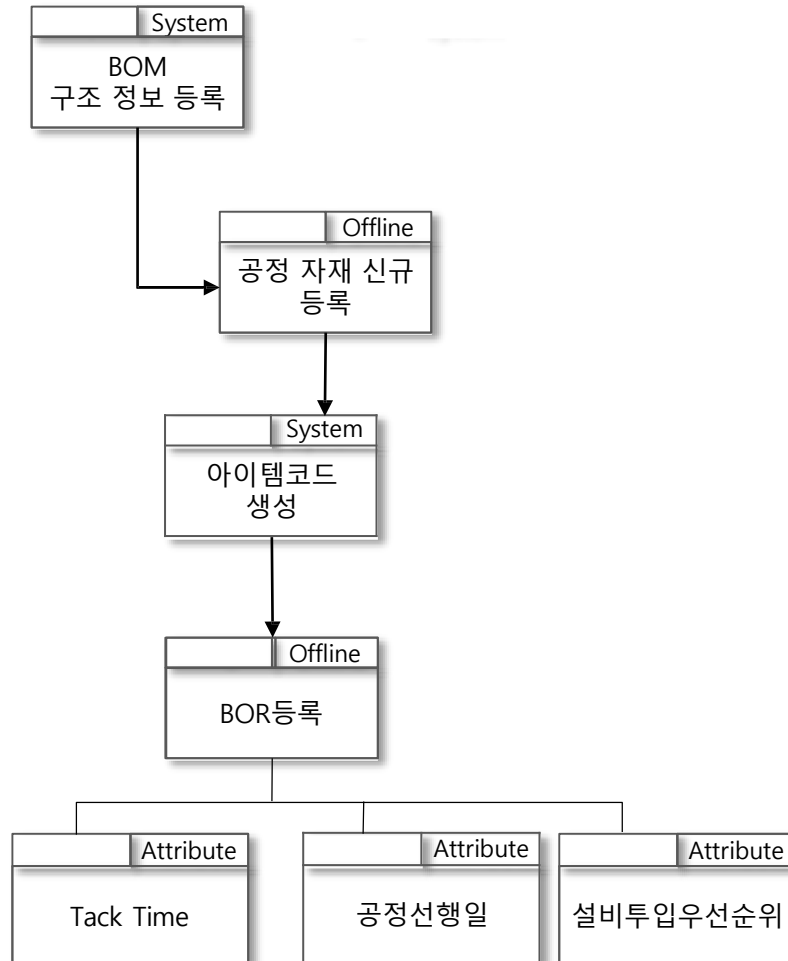 System
BOM
구조 정보 등록
Offline
공정 자재 신규
등록
System
아이템코드
생성
Offline
BOR등록
Attribute
Tack Time
Attribute
공정선행일
Attribute
설비투입우선순위